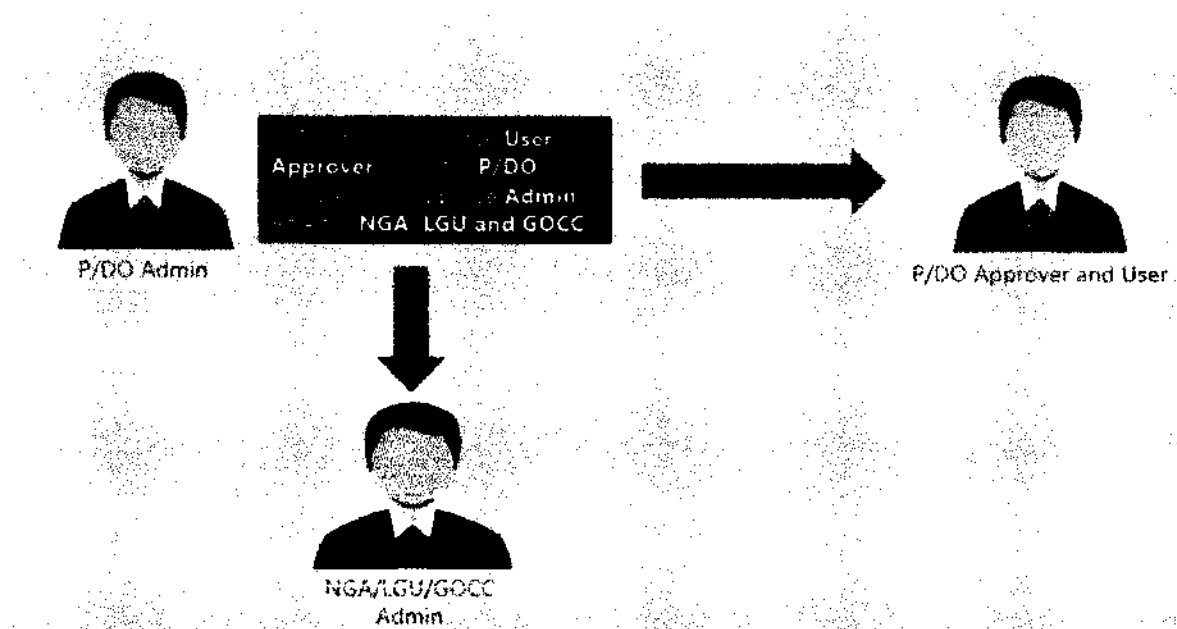 User
Approver P/DO
Admin
NGA LGU and GOCC
P/DO Admin
P/DO Approver and User
NGA/LGU/GOCC
Admin